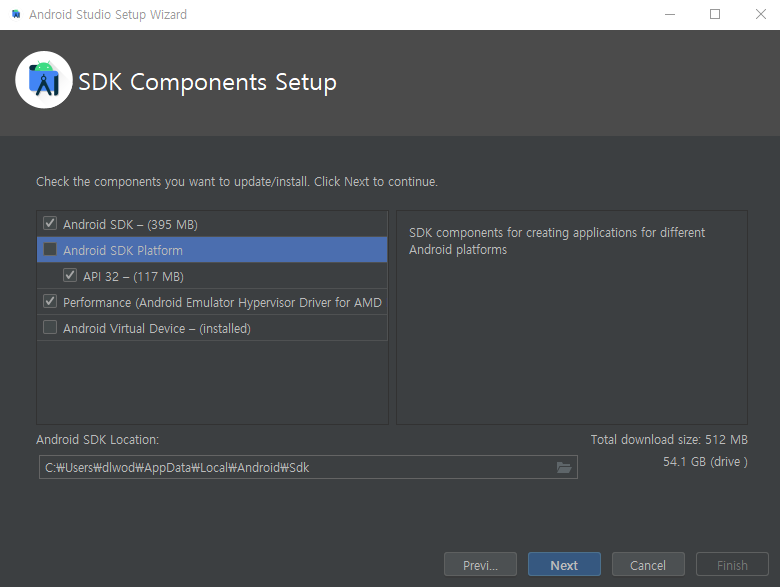 Android Studio Setup Wizard
SDK Components Setup
Check the components you want to update/install. Click Next to continue.
Android SDK – (395 MB)
Android SDK Platform
API 32 – (117 MB)
Performance (Android Emulator Hypervisor Driver for AMD
Android Virtual Device – (installed)
SDK components for creating applications for different
Android platforms
Android SDK Location:
C:₩Users₩dlwod₩AppData₩Local₩Android₩Sdk
Total download size: 512 MB
54.1 GB (drive )
Previ...
Next
Cancel
Finish